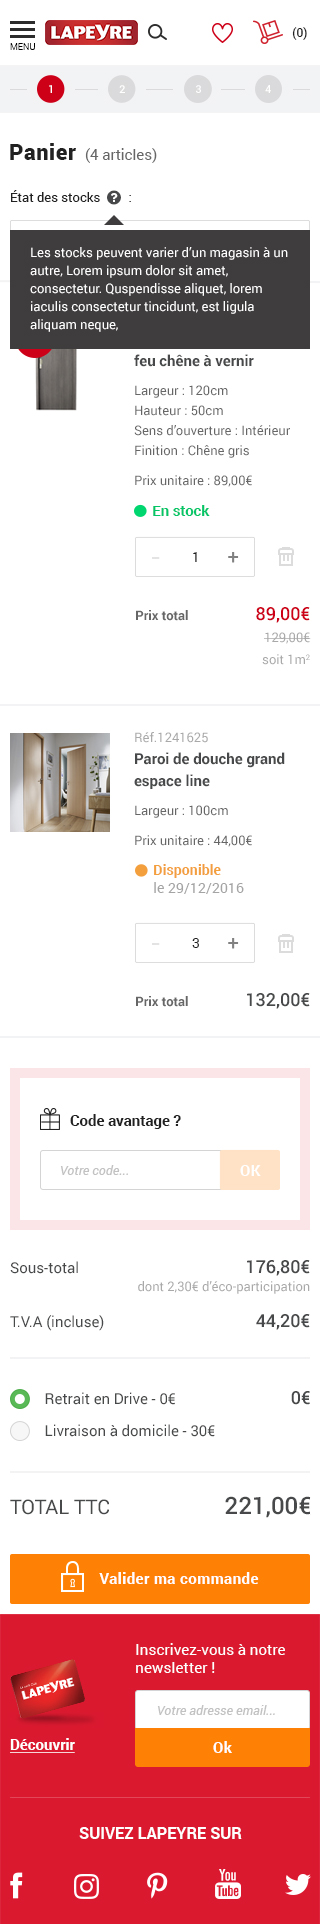 MENU
LAPEYRE
(0)
1 2 3 4
Panier (4 articles)
État des stocks ? :
Les stocks peuvent varier d’un magasin à un
autre, Lorem ipsum dolor sit amet,
consectetur. Quspendisse aliquet, lorem
iaculis consectetur tincidunt, est ligula
aliquam neque,
feu chêne à vernir
Largeur : 120cm
Hauteur : 50cm
Sens d’ouverture : Intérieur
Finition : Chêne gris
Prix unitaire : 89,00€
En stock
− 1 +
Prix total 89,00€
129,00€
soit 1m²
Réf.1241625
Paroi de douche grand
espace line
Largeur : 100cm
Prix unitaire : 44,00€
Disponible
le 29/12/2016
− 3 +
Prix total 132,00€
Code avantage ?
Votre code... OK
Sous-total 176,80€
dont 2,30€ d’éco-participation
T.V.A (incluse) 44,20€
Retrait en Drive - 0€ 0€
Livraison à domicile - 30€
TOTAL TTC 221,00€
Valider ma commande
Inscrivez-vous à notre
newsletter !
LAPEYRE
Votre adresse email...
Découvrir
Ok
SUIVEZ LAPEYRE SUR
You
Tube